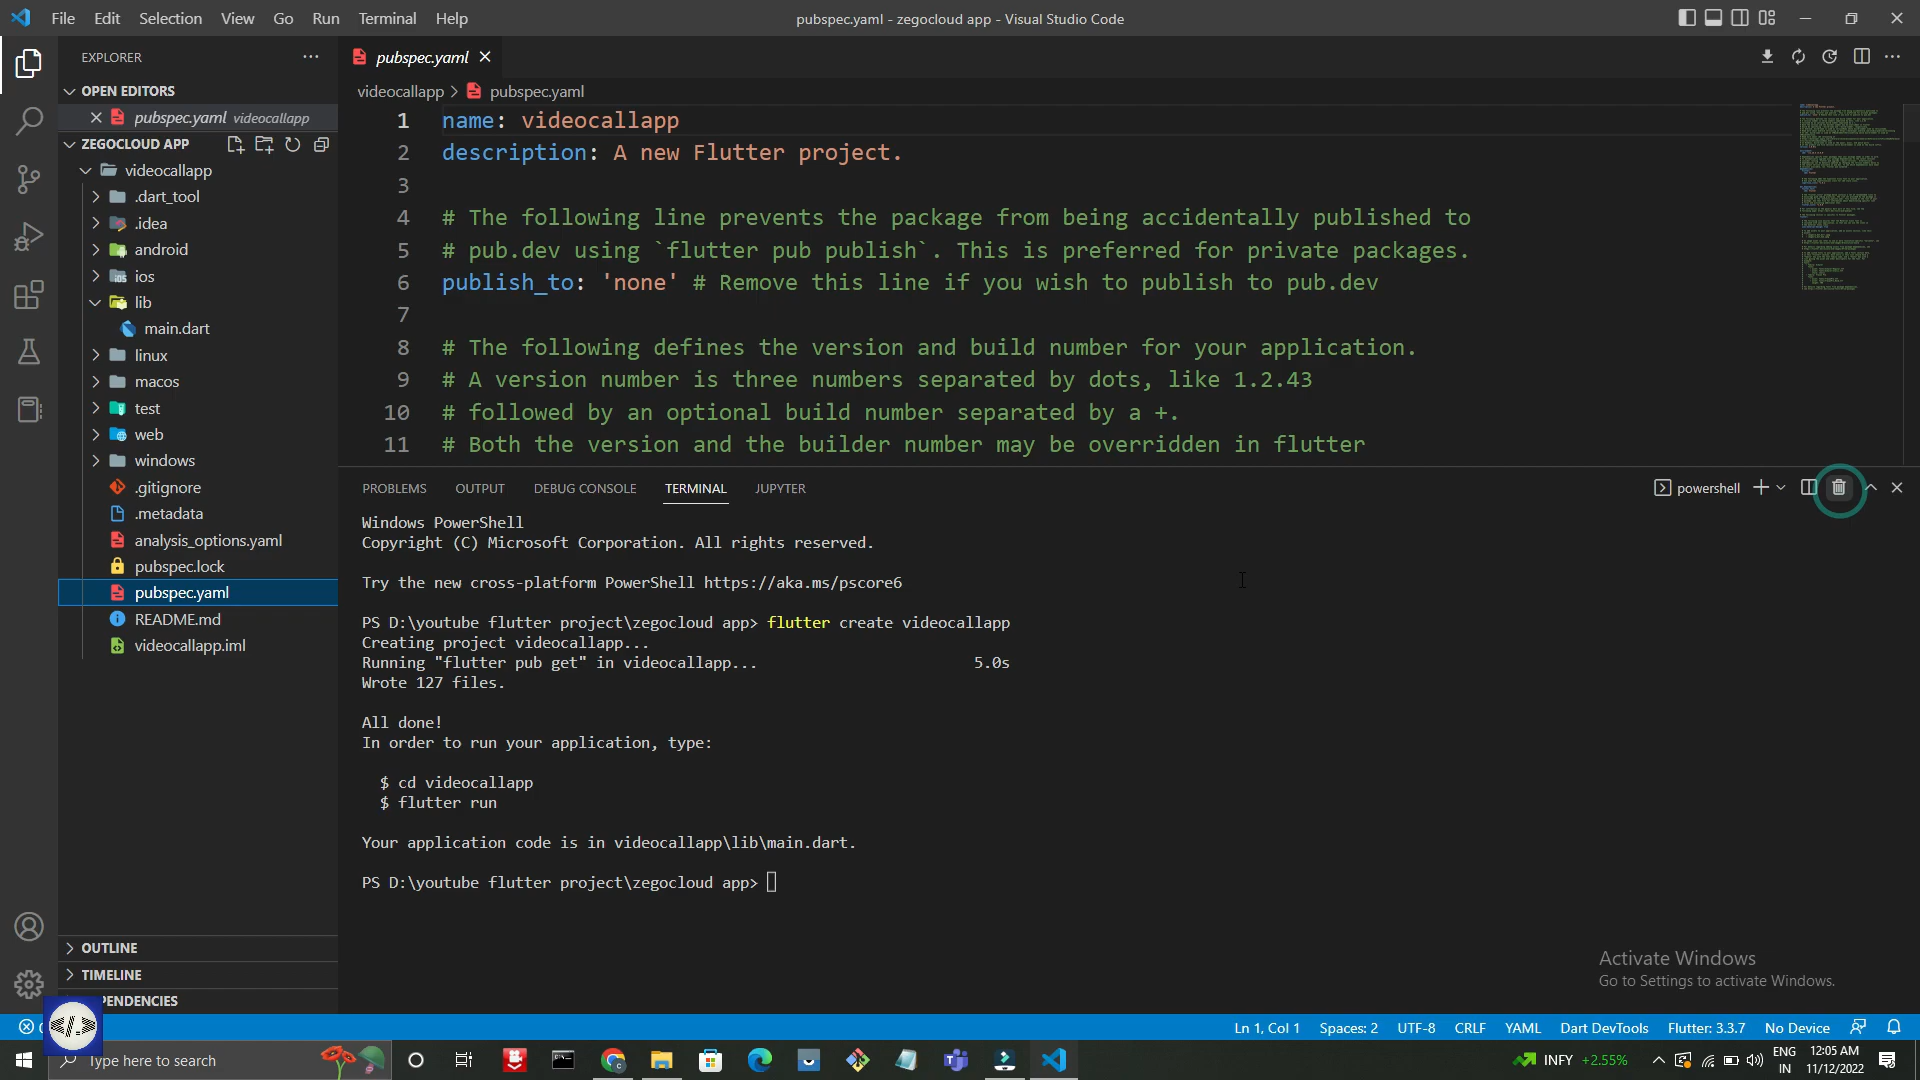 File Edit Selection View Go Run Terminal Help
pubspec.yaml - zegocloud app - Visual Studio Code
EXPLORER
OPEN EDITORS
pubspec.yaml videocallapp
ZEGOCLOUD APP
videocallapp
.dart_tool
.idea
android
ios
lib
main.dart
linux
macos
test
web
windows
.gitignore
.metadata
analysis_options.yaml
pubspec.lock
pubspec.yaml
README.md
videocallapp.iml
OUTLINE
TIMELINE
PENDENCIES
pubspec.yaml
videocallapp > pubspec.yaml
1 name: videocallapp
2 description: A new Flutter project.
3
4 # The following line prevents the package from being accidentally published to
5 # pub.dev using `flutter pub publish`. This is preferred for private packages.
6 publish_to: 'none' # Remove this line if you wish to publish to pub.dev
7
8 # The following defines the version and build number for your application.
9 # A version number is three numbers separated by dots, like 1.2.43
10 # followed by an optional build number separated by a +.
11 # Both the version and the builder number may be overridden in flutter
PROBLEMS OUTPUT DEBUG CONSOLE TERMINAL JUPYTER
powershell
Windows PowerShell
Copyright (C) Microsoft Corporation. All rights reserved.
Try the new cross-platform PowerShell https://aka.ms/pscore6
PS D:\youtube flutter project\zegocloud app> flutter create videocallapp
Creating project videocallapp...
Running "flutter pub get" in videocallapp... 5.0s
Wrote 127 files.
All done!
In order to run your application, type:
$ cd videocallapp
$ flutter run
Your application code is in videocallapp\lib\main.dart.
PS D:\youtube flutter project\zegocloud app>
Activate Windows
Go to Settings to activate Windows.
Ln 1, Col 1 Spaces: 2 UTF-8 CRLF YAML Dart DevTools Flutter: 3.3.7 No Device
</>
Type here to search
INFY +2.55%
ENG
IN
12:05 AM
11/12/2022